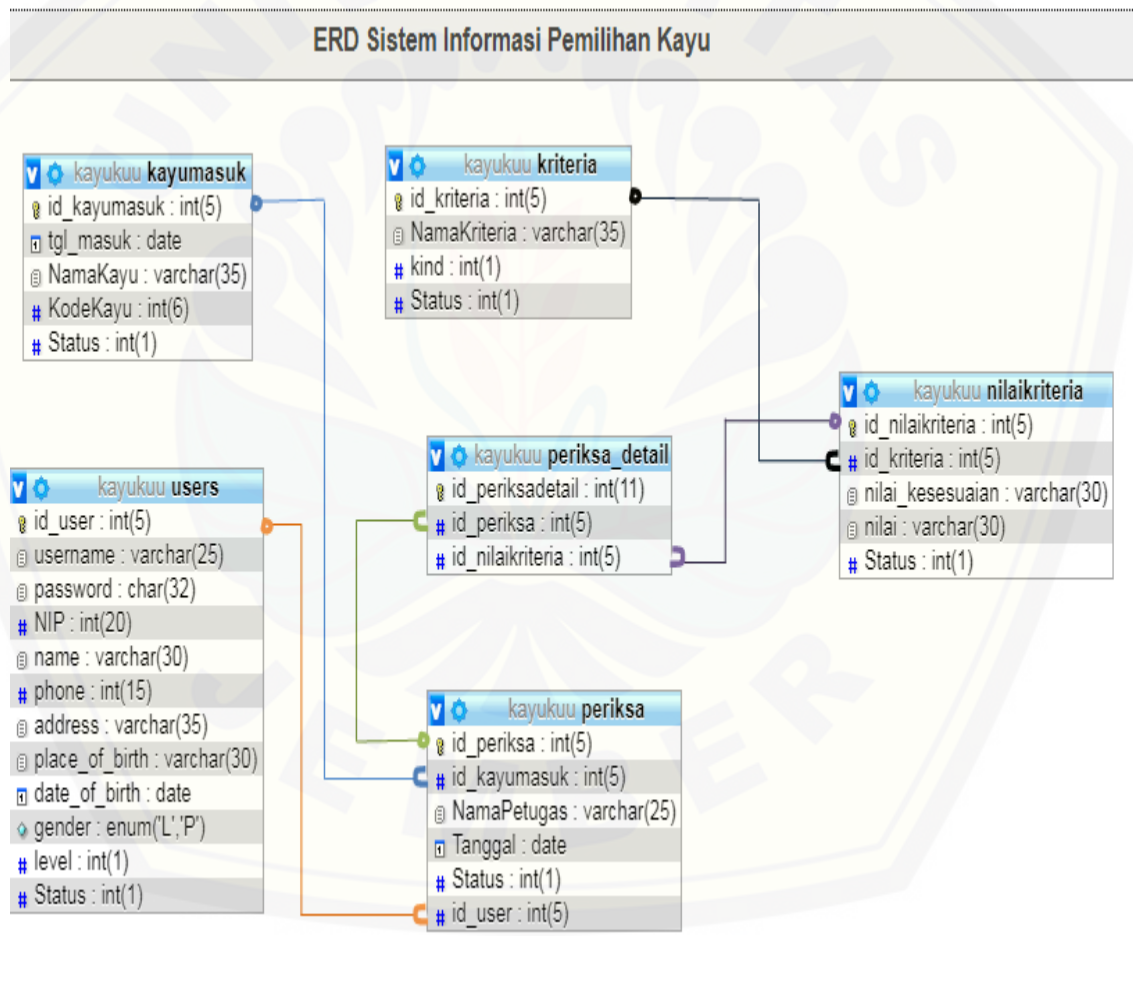 ERD Sistem Informasi Pemilihan Kayu
kayukuu kayumasuk
id_kayumasuk : int(5)
tgl_masuk : date
NamaKayu : varchar(35)
KodeKayu : int(6)
Status : int(1)
kayukuu kriteria
id_kriteria : int(5)
NamaKriteria : varchar(35)
kind : int(1)
Status : int(1)
kayukuu nilaikriteria
id_nilaikriteria : int(5)
id_kriteria : int(5)
nilai_kesesuaian : varchar(30)
nilai : varchar(30)
Status : int(1)
kayukuu periksa_detail
id_periksadetail : int(11)
id_periksa : int(5)
id_nilaikriteria : int(5)
kayukuu users
id_user : int(5)
username : varchar(25)
password : char(32)
NIP : int(20)
name : varchar(30)
phone : int(15)
address : varchar(35)
place_of_birth : varchar(30)
date_of_birth : date
gender : enum('L','P')
level : int(1)
Status : int(1)
kayukuu periksa
id_periksa : int(5)
id_kayumasuk : int(5)
NamaPetugas : varchar(25)
Tanggal : date
Status : int(1)
id_user : int(5)